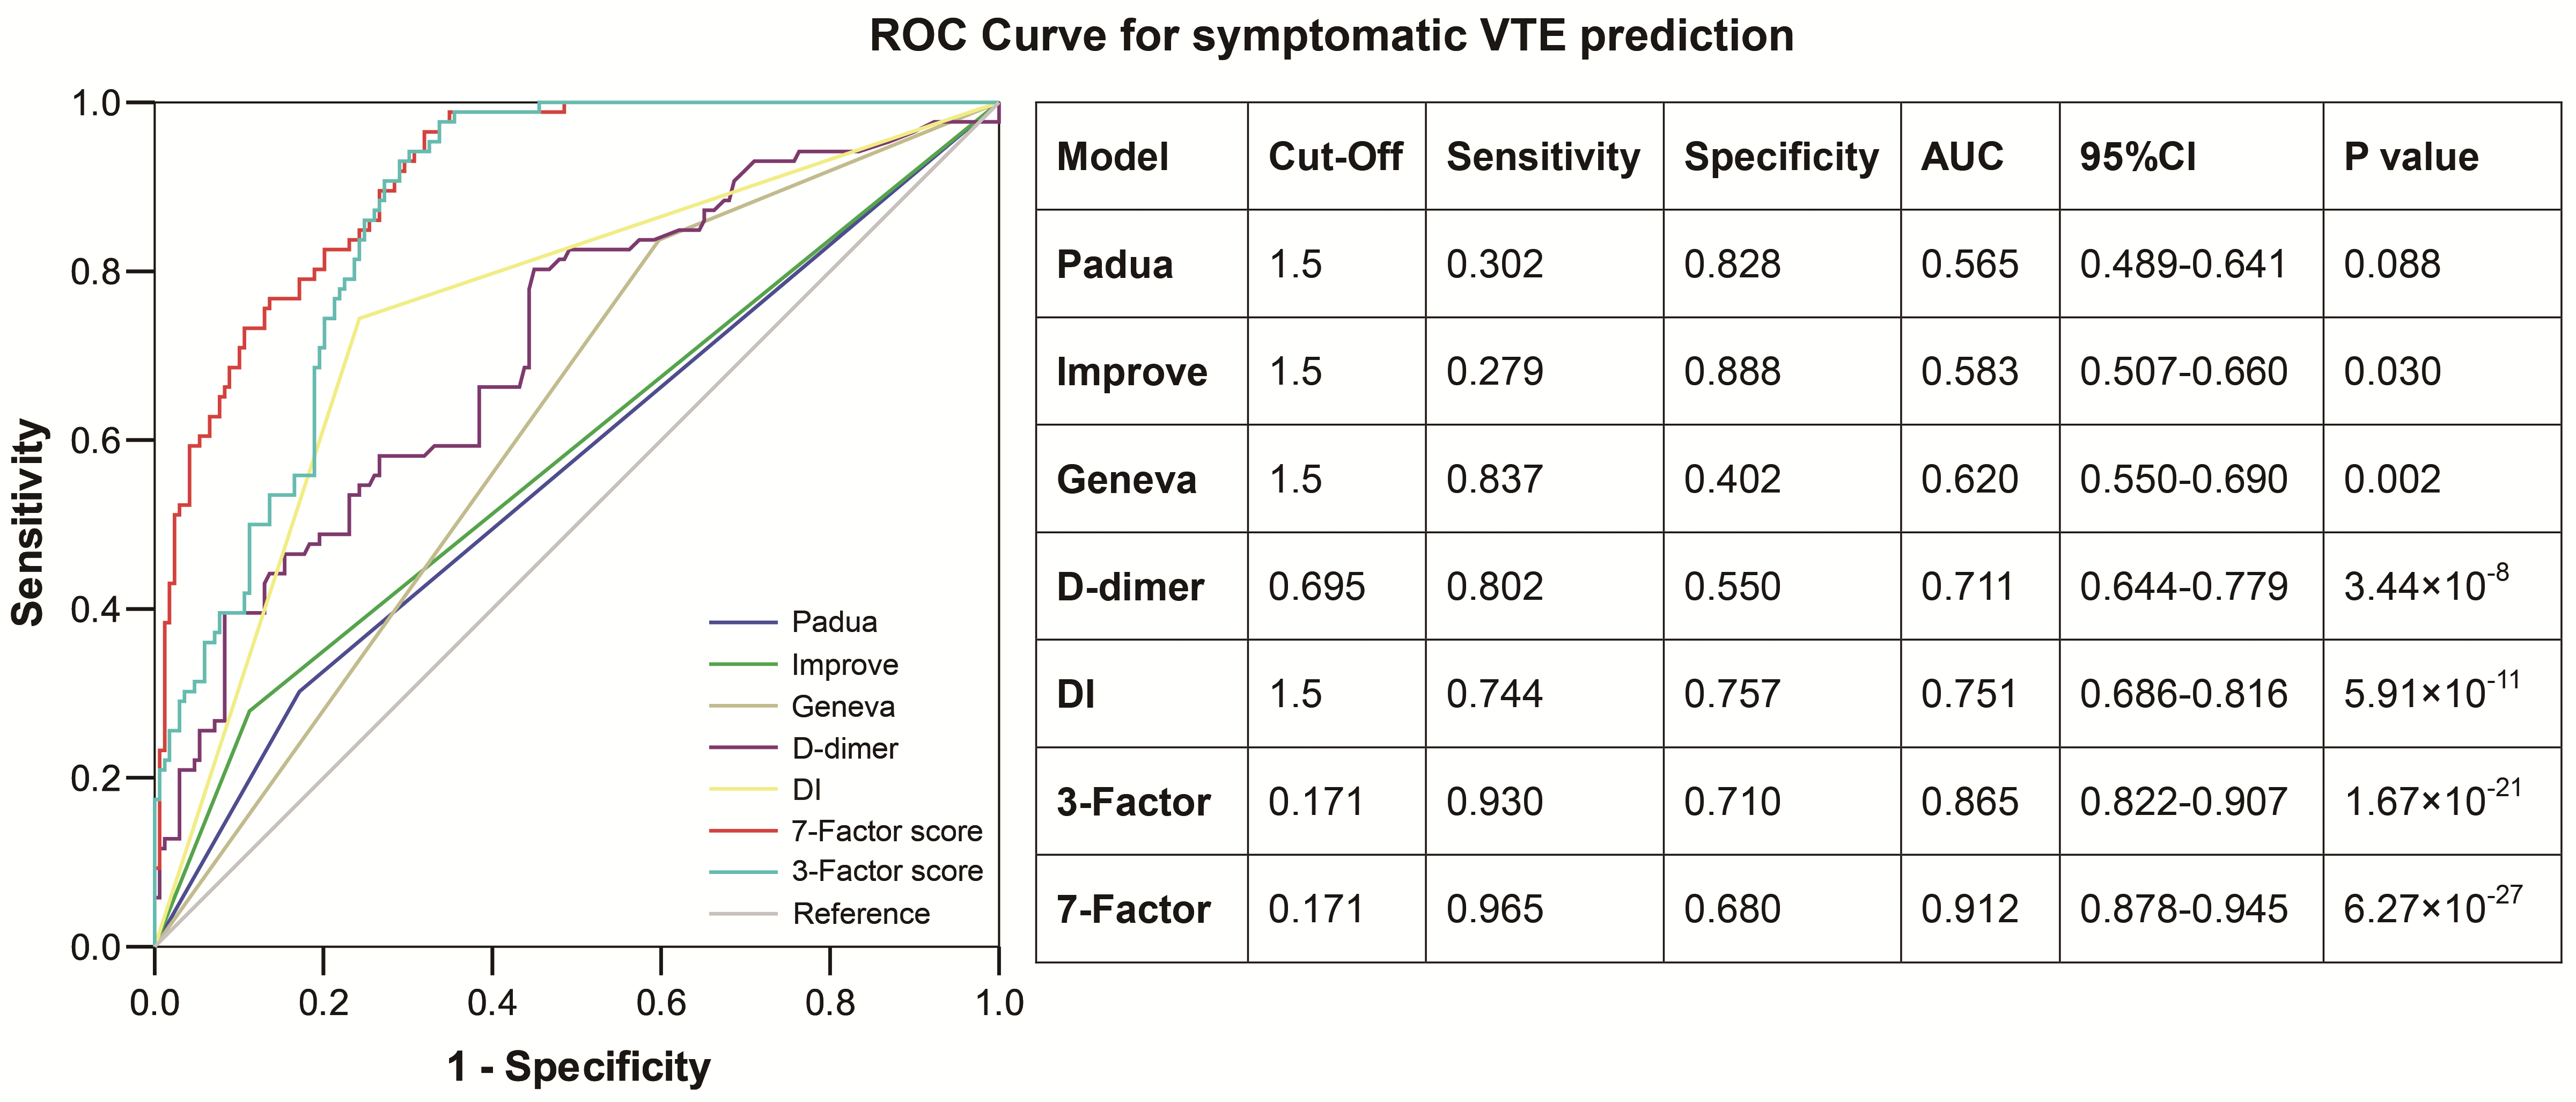 ROC Curve for symptomatic VTE prediction
Sensitivity
1.0
0.8
0.6
0.4
0.2
0.0
0.0 0.2 0.4 0.6 0.8 1.0
1 - Specificity
Padua
Improve
Geneva
D-dimer
DI
7-Factor score
3-Factor score
Reference
Model Cut-Off Sensitivity Specificity AUC 95%CI P value
Padua 1.5 0.302 0.828 0.565 0.489-0.641 0.088
Improve 1.5 0.279 0.888 0.583 0.507-0.660 0.030
Geneva 1.5 0.837 0.402 0.620 0.550-0.690 0.002
D-dimer 0.695 0.802 0.550 0.711 0.644-0.779 3.44×10⁻⁸
DI 1.5 0.744 0.757 0.751 0.686-0.816 5.91×10⁻¹¹
3-Factor 0.171 0.930 0.710 0.865 0.822-0.907 1.67×10⁻²¹
7-Factor 0.171 0.965 0.680 0.912 0.878-0.945 6.27×10⁻²⁷